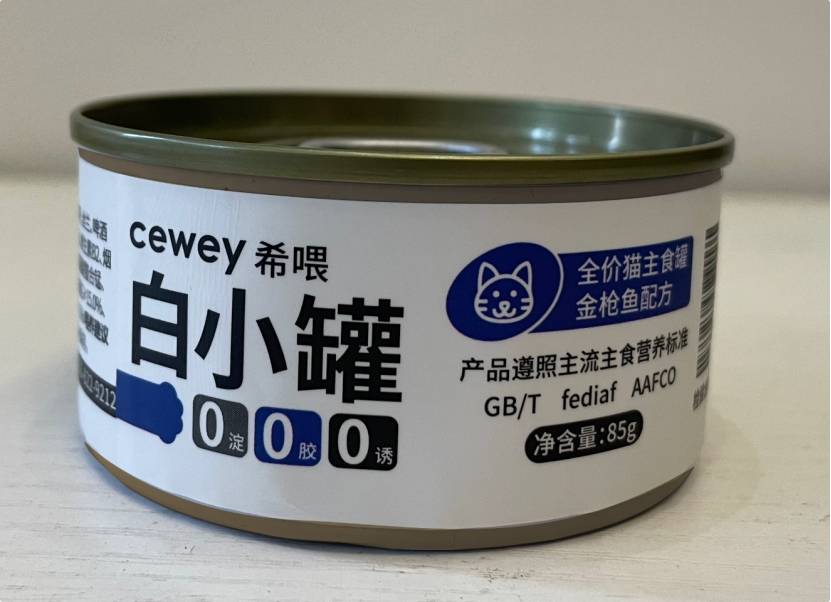 cewey 希喂
白小罐
0淀 0胶 0诱
全价猫主食罐
金枪鱼配方
产品遵照主流主食营养标准
GB/T fediaf AAFCO
净含量:85g
啤酒